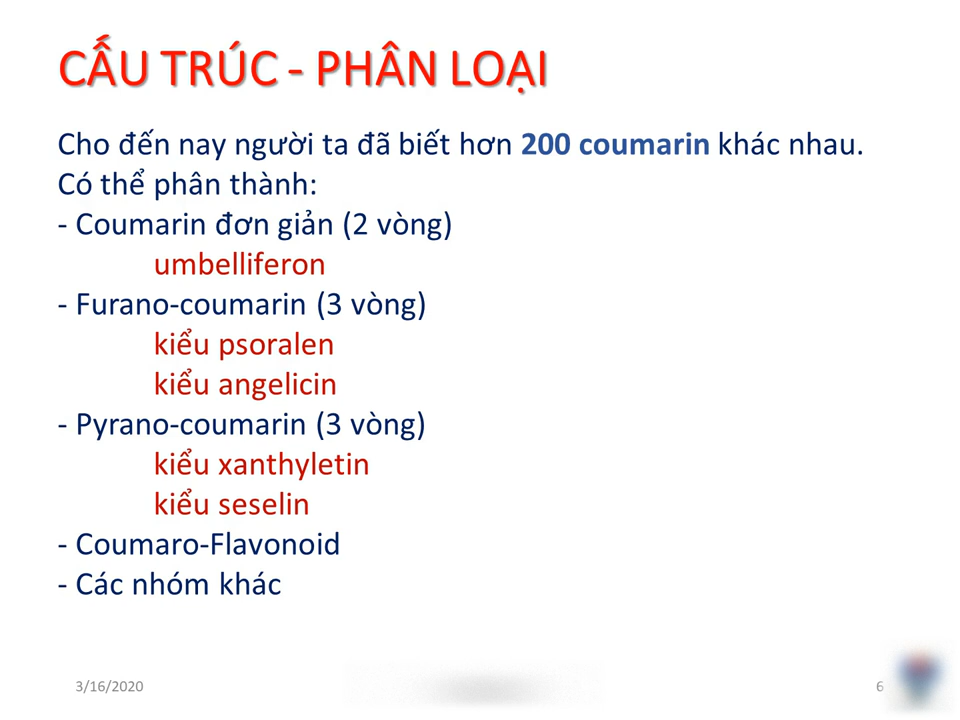 CẤU TRÚC - PHÂN LOẠI
Cho đến nay người ta đã biết hơn 200 coumarin khác nhau.
Có thể phân thành:
- Coumarin đơn giản (2 vòng)
umbelliferon
- Furano-coumarin (3 vòng)
kiểu psoralen
kiểu angelicin
- Pyrano-coumarin (3 vòng)
kiểu xanthyletin
kiểu seselin
- Coumaro-Flavonoid
- Các nhóm khác
3/16/2020
6